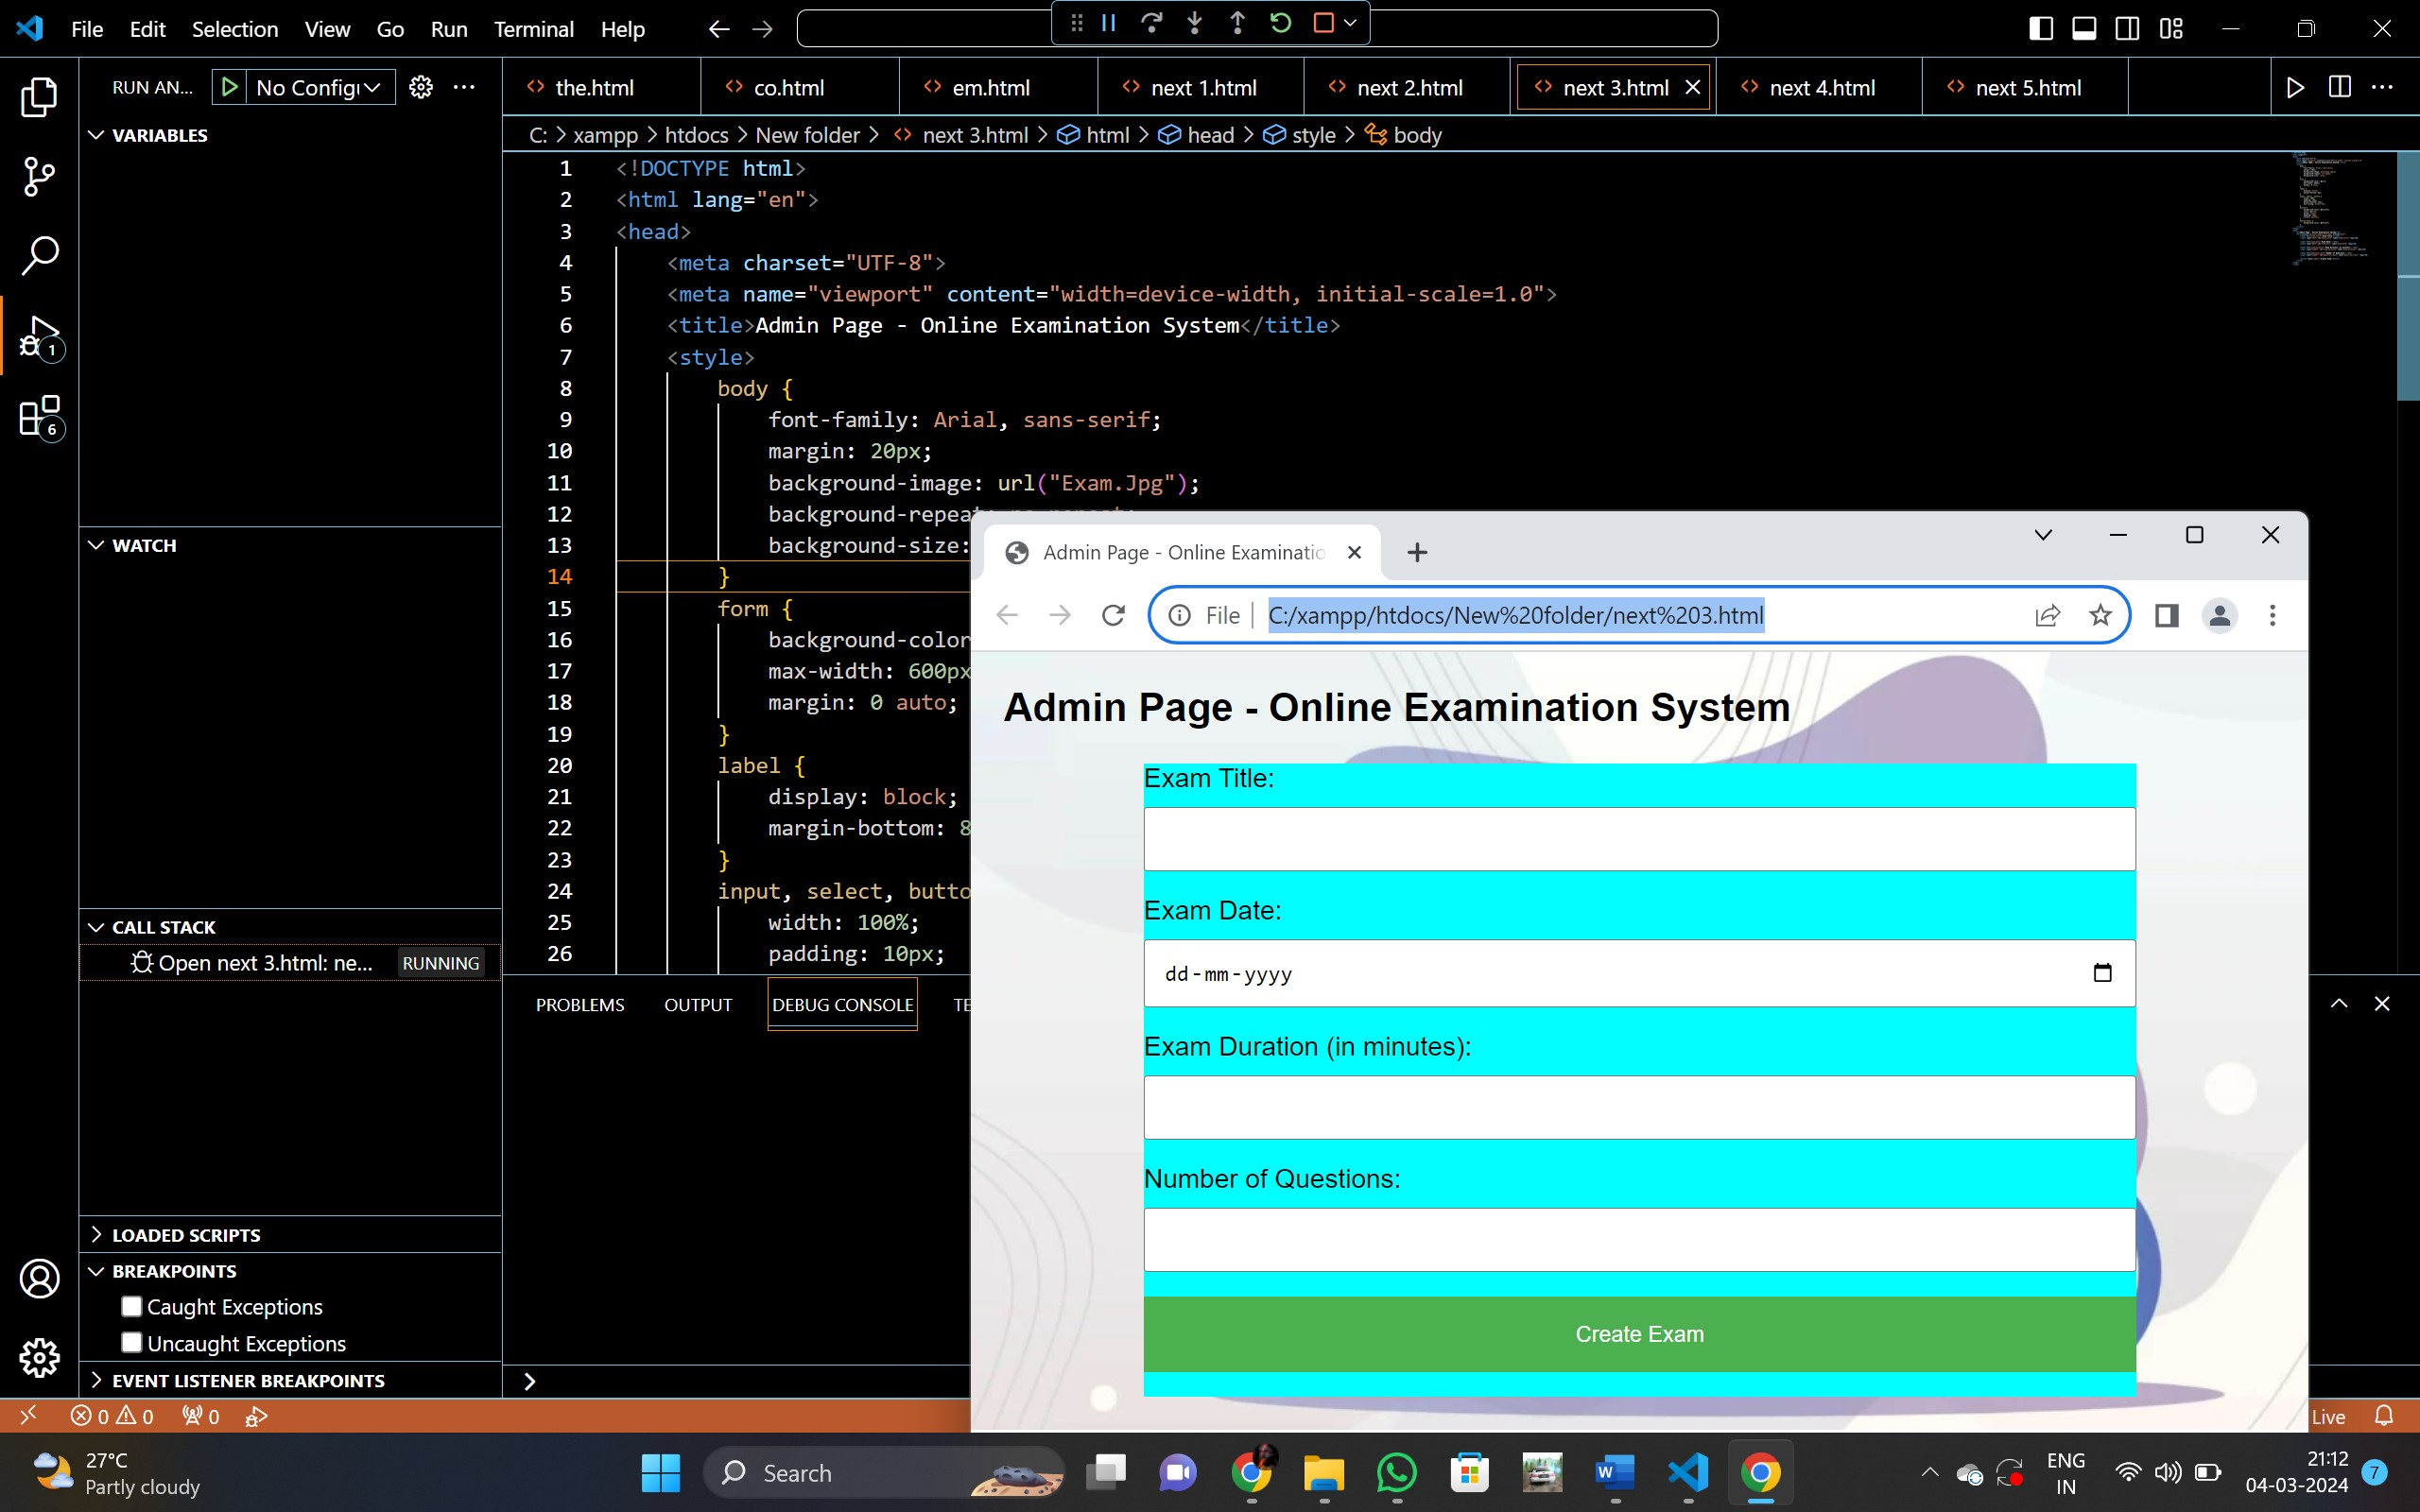 File Edit Selection View Go Run Terminal Help
RUN AN... No Configu
the.html co.html em.html next 1.html next 2.html next 3.html next 4.html next 5.html
VARIABLES
C: > xampp > htdocs > New folder > next 3.html > html > head > style > body
1 <!DOCTYPE html>
2 <html lang="en">
3 <head>
4 <meta charset="UTF-8">
5 <meta name="viewport" content="width=device-width, initial-scale=1.0">
6 <title>Admin Page - Online Examination System</title>
7 <style>
8 body {
9 font-family: Arial, sans-serif;
10 margin: 20px;
11 background-image: url("Exam.Jpg");
12 background-repeat
13 background-size:
14 }
15 form {
16 background-color
17 max-width: 600px
18 margin: 0 auto;
19 }
20 label {
21 display: block;
22 margin-bottom: 8
23 }
24 input, select, butto
25 width: 100%;
26 padding: 10px;
WATCH
CALL STACK
Open next 3.html: ne... RUNNING
LOADED SCRIPTS
BREAKPOINTS
Caught Exceptions
Uncaught Exceptions
EVENT LISTENER BREAKPOINTS
1
6
PROBLEMS OUTPUT DEBUG CONSOLE TE
Admin Page - Online Examinatio
File C:/xampp/htdocs/New%20folder/next%203.html
Admin Page - Online Examination System
Exam Title:
Exam Date:
dd-mm-yyyy
Exam Duration (in minutes):
Number of Questions:
Create Exam
0 0 0
Live
27°C
Partly cloudy
Search
ENG
IN
21:12
04-03-2024
7